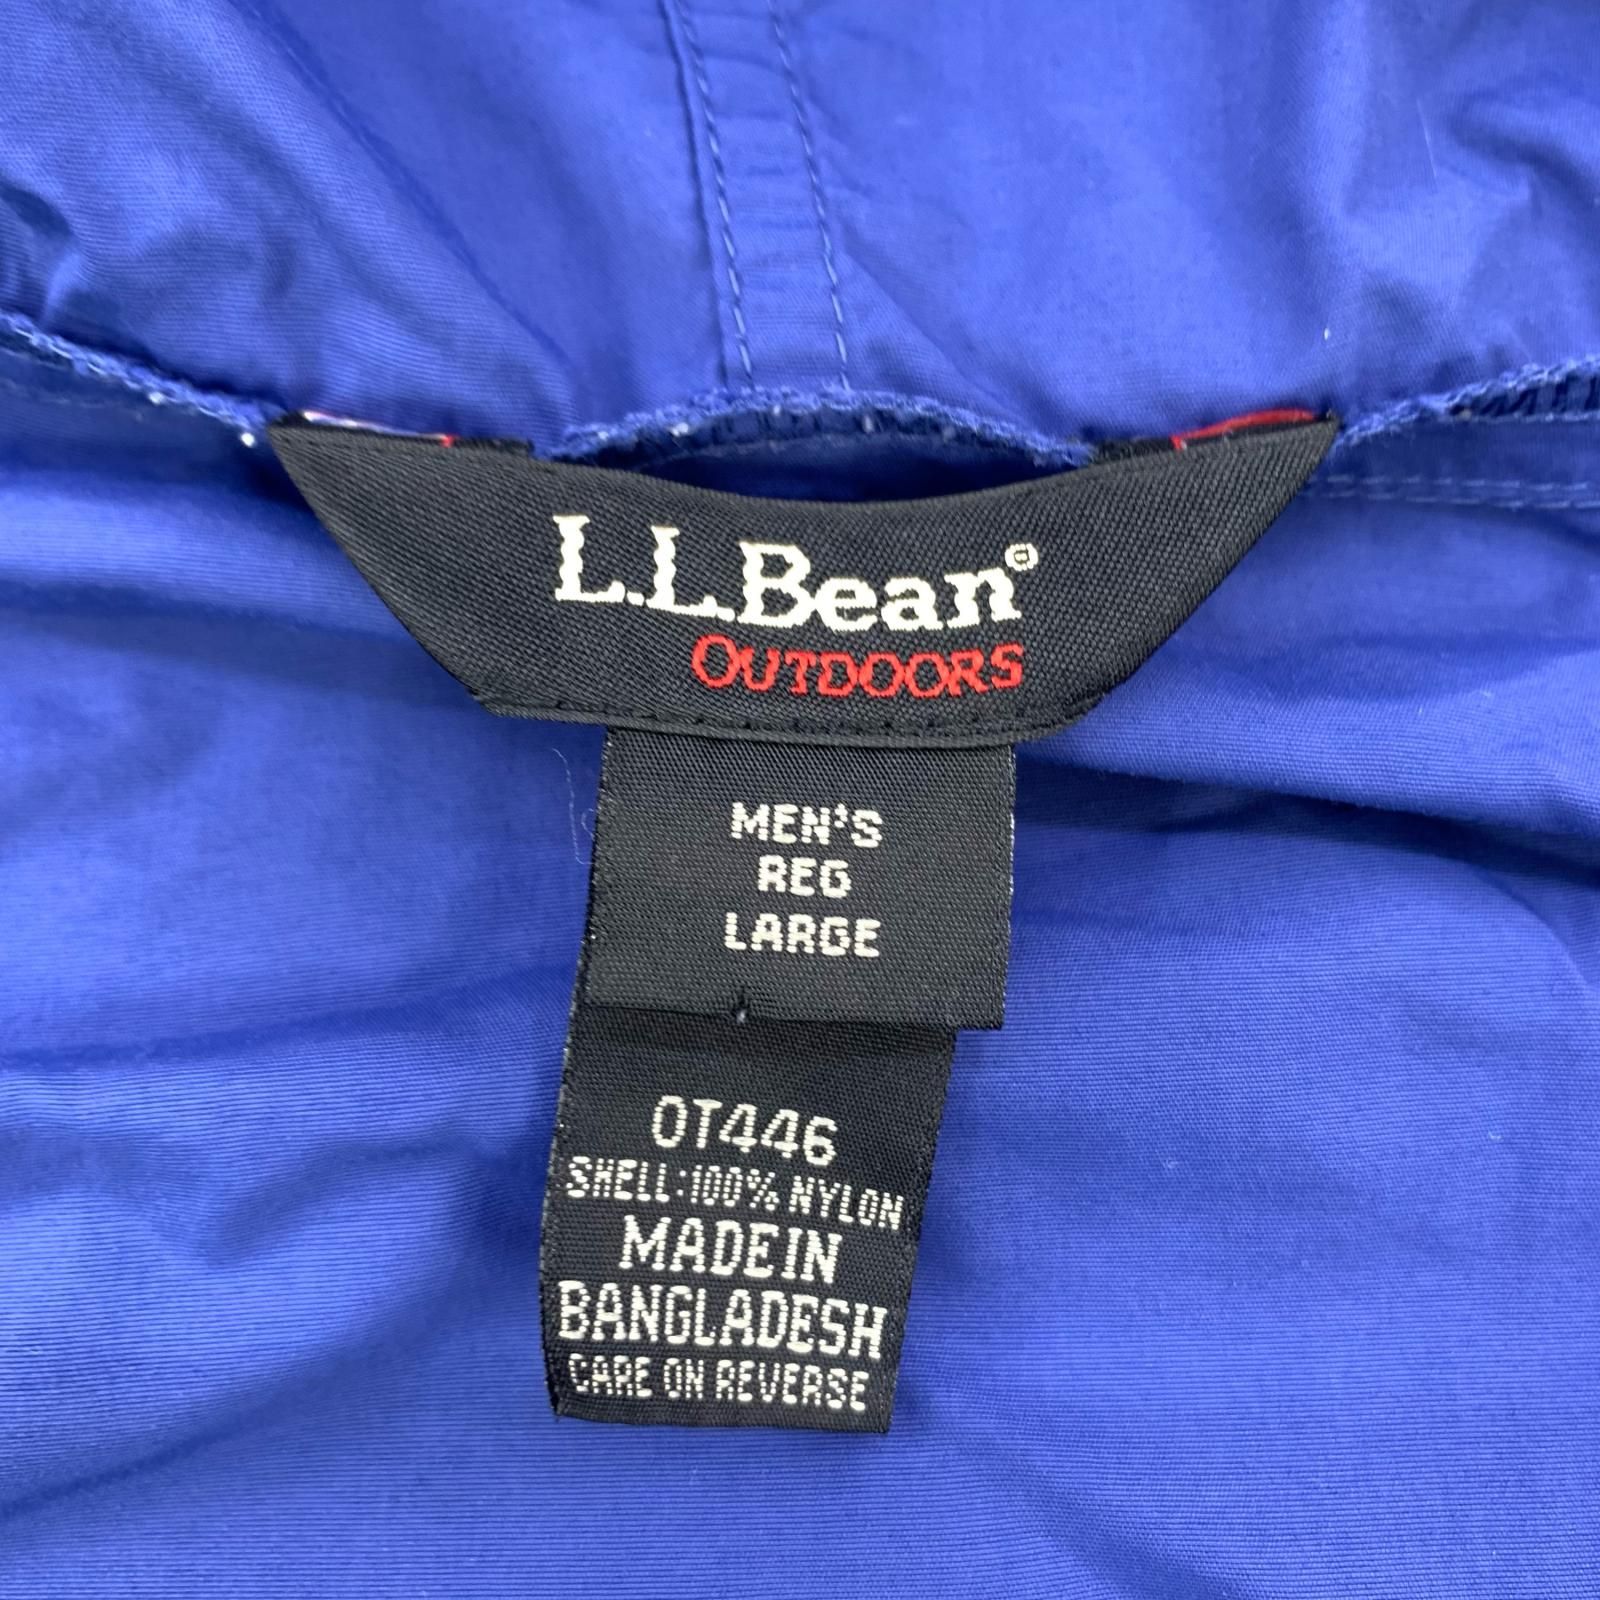 L.L.Bean®
OUTDOORS
MEN'S
REG
LARGE
0T446
SHELL:100% NYLON
MADE IN
BANGLADESH
CARE ON REVERSE